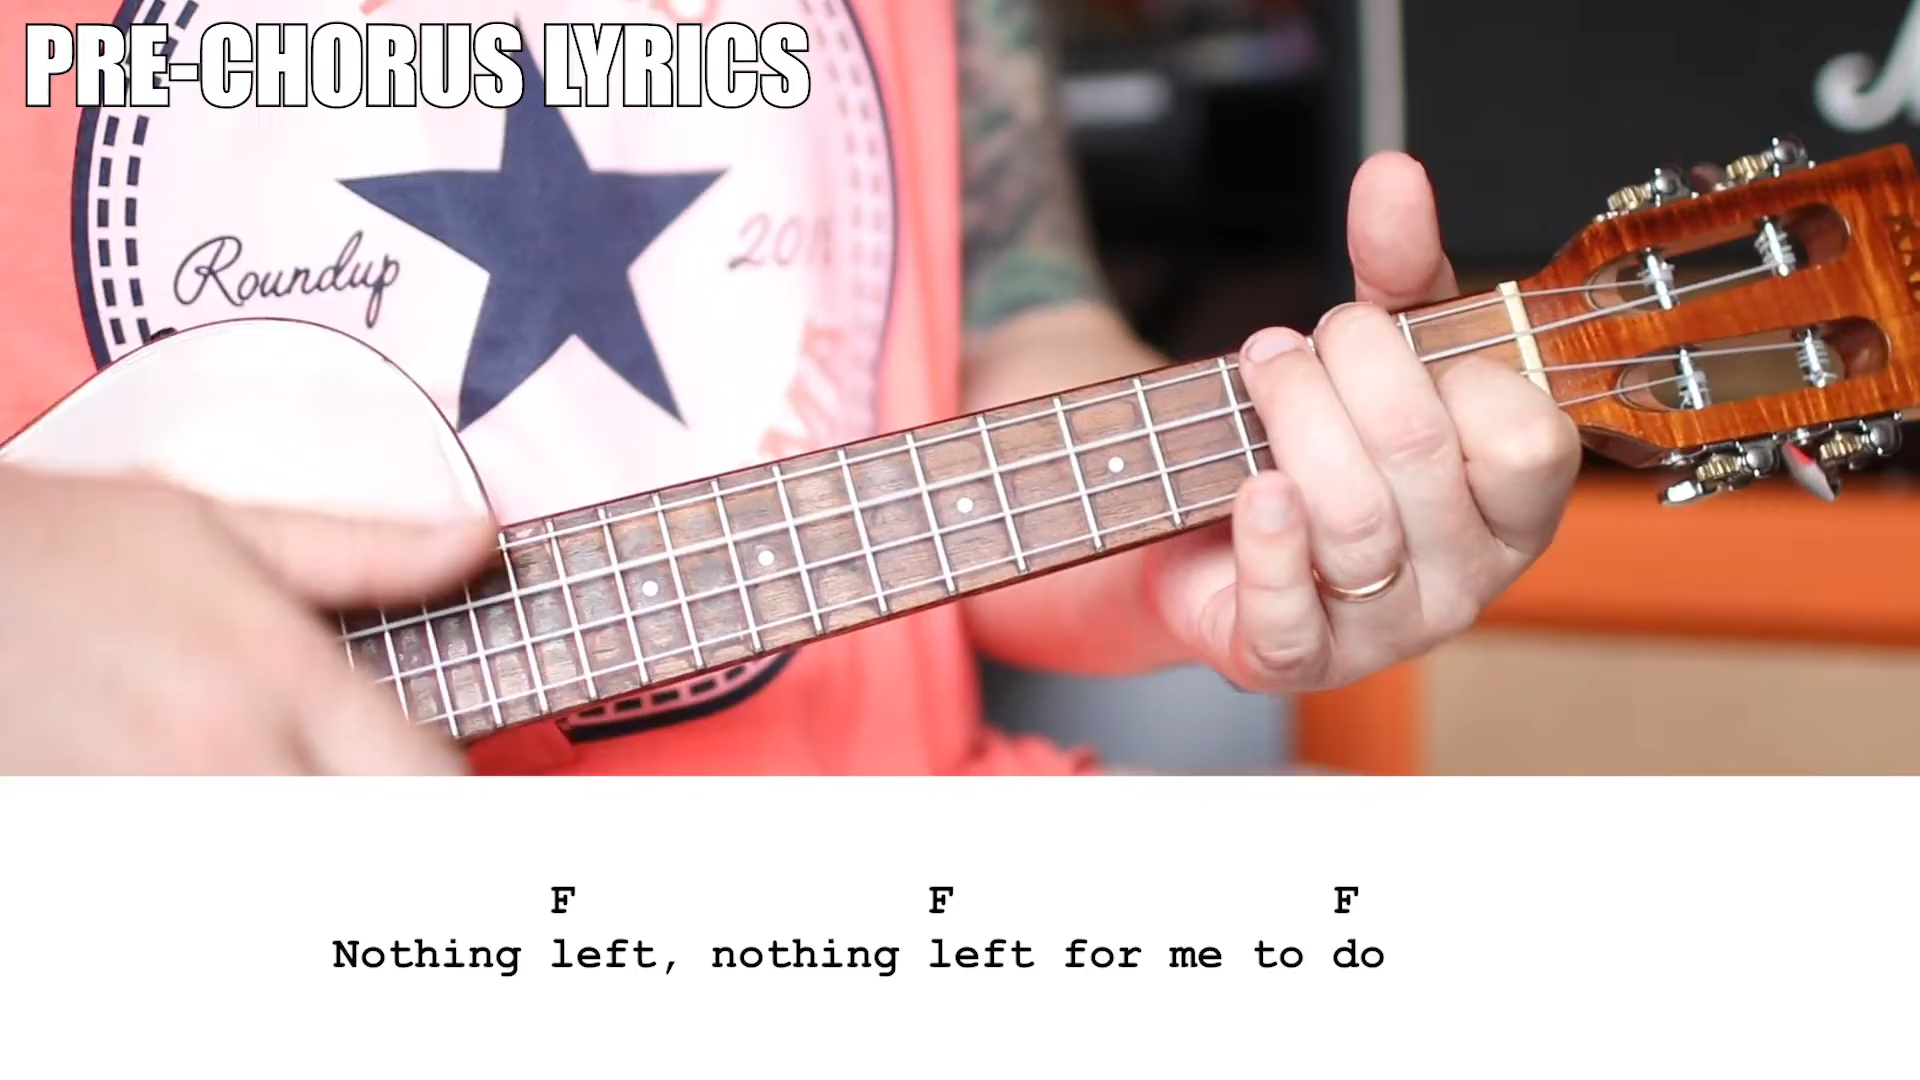 PRE-CHORUS LYRICS
Roundup
F F F
Nothing left, nothing left for me to do